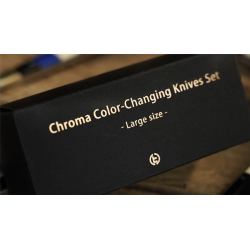 Chroma Color-Changing Knives Set
- Large size -